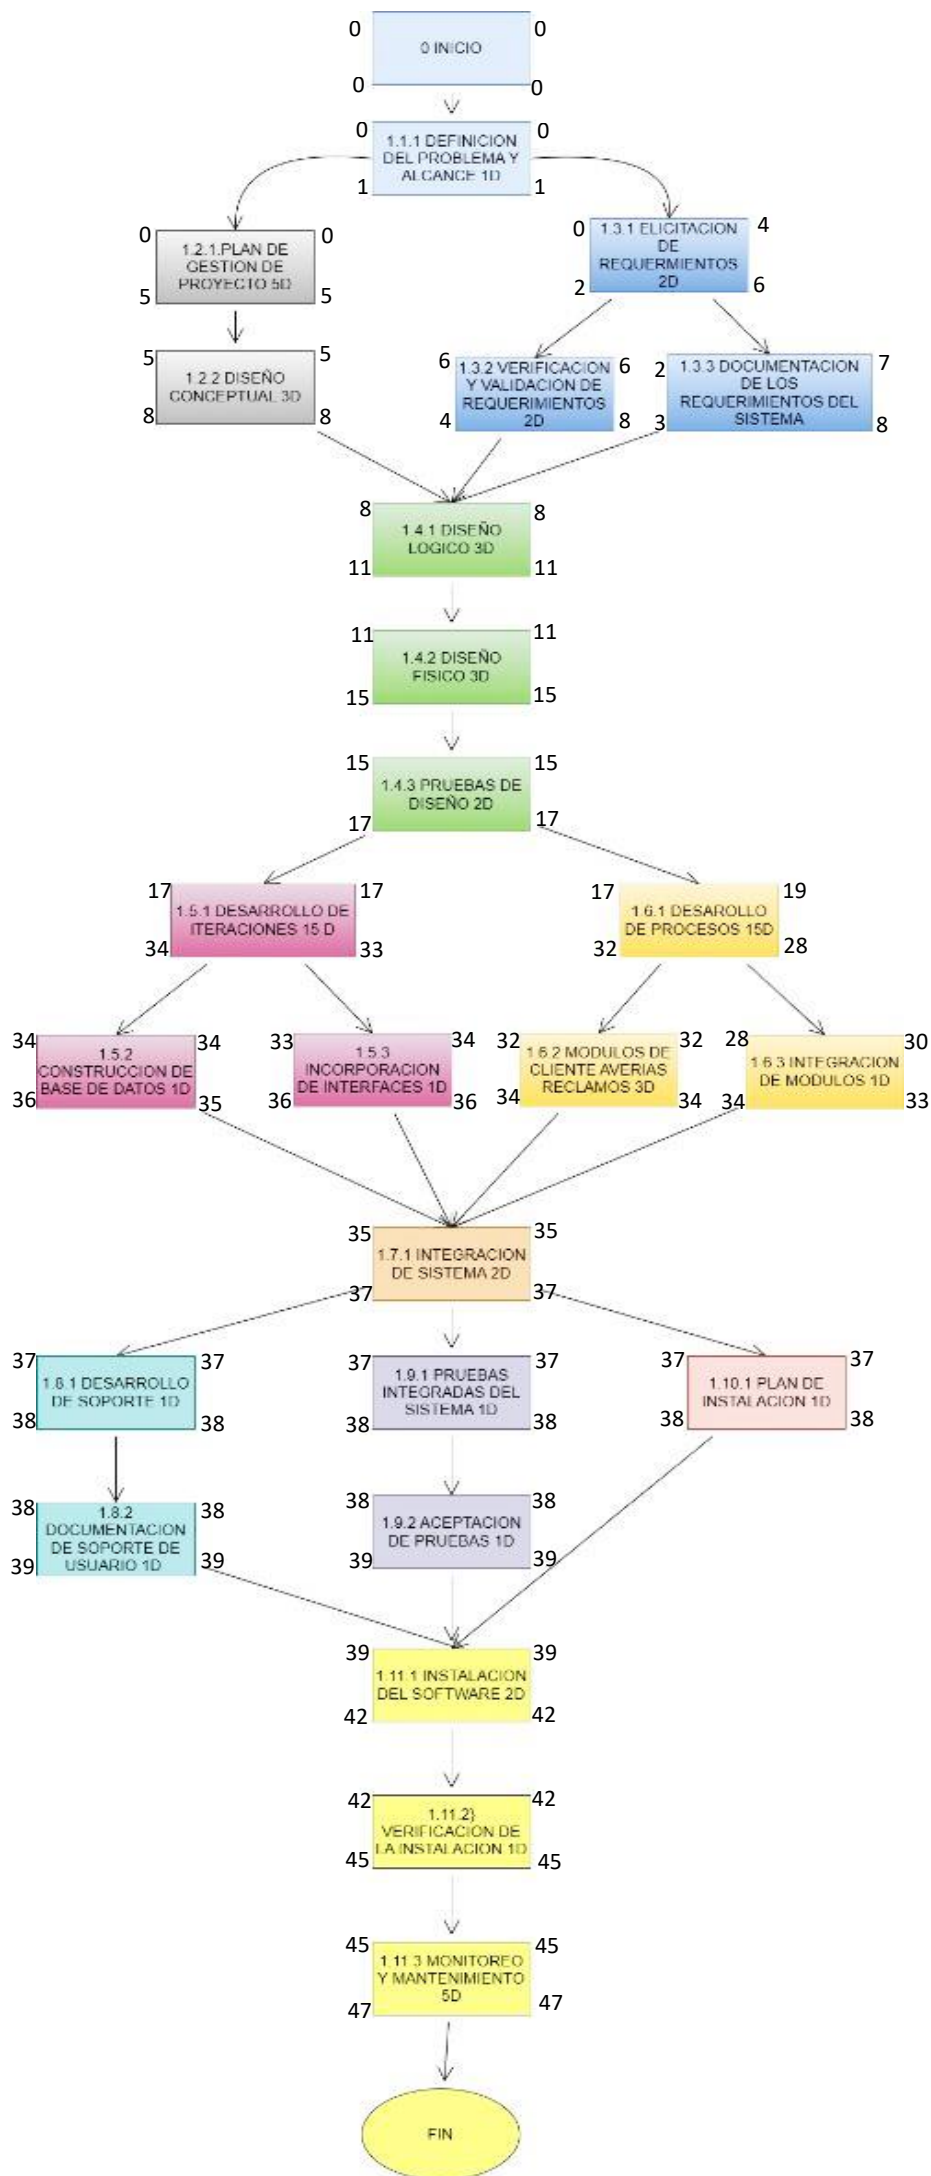 0 0
0 INICIO
0 0
0 0
1.1.1 DEFINICION
DEL PROBLEMA Y
ALCANCE 1D
1 1
0 0
1.2.1.PLAN DE
GESTION DE
PROYECTO 5D
5 5
0 4
1.3.1 ELICITACION
DE
REQUERMIENTOS
2D
2 6
5 5
1.2.2 DISEÑO
CONCEPTUAL 3D
8 8
6 6
1.3.2 VERIFICACION
Y VALIDACION DE
REQUERIMIENTOS
2D
4 8
2 7
1.3.3 DOCUMENTACION
DE LOS
REQUERIMIENTOS DEL
SISTEMA
3 8
8 8
1.4.1 DISEÑO
LOGICO 3D
11 11
11 11
1.4.2 DISEÑO
FISICO 3D
15 15
15 15
1.4.3 PRUEBAS DE
DISEÑO 2D
17 17
17 17
1.5.1 DESARROLLO DE
ITERACIONES 15 D
34 33
17 19
1.6.1 DESAROLLO
DE PROCESOS 15D
32 28
34 34
1.5.2
CONSTRUCCION DE
BASE DE DATOS 1D
36 35
33 34
1.5.3
INCORPORACION
DE INTERFACES 1D
36 36
32 32
1.6.2 MODULOS DE
CLIENTE AVERIAS
RECLAMOS 3D
34 34
28 30
1.6.3 INTEGRACION
DE MODULOS 1D
34 33
35 35
1.7.1 INTEGRACION
DE SISTEMA 2D
37 37
37 37
1.8.1 DESARROLLO
DE SOPORTE 1D
38 38
37 37
1.9.1 PRUEBAS
INTEGRADAS DEL
SISTEMA 1D
38 38
37 37
1.10.1 PLAN DE
INSTALACION 1D
38 38
38 38
1.8.2
DOCUMENTACION
DE SOPORTE DE
USUARIO 1D
39 39
38 38
1.9.2 ACEPTACION
DE PRUEBAS 1D
39 39
39 39
1.11.1 INSTALACION
DEL SOFTWARE 2D
42 42
42 42
1.11.2}
VERIFICACION DE
LA INSTALACION 1D
45 45
45 45
1.11.3 MONITOREO
Y MANTENIMIENTO
5D
47 47
FIN